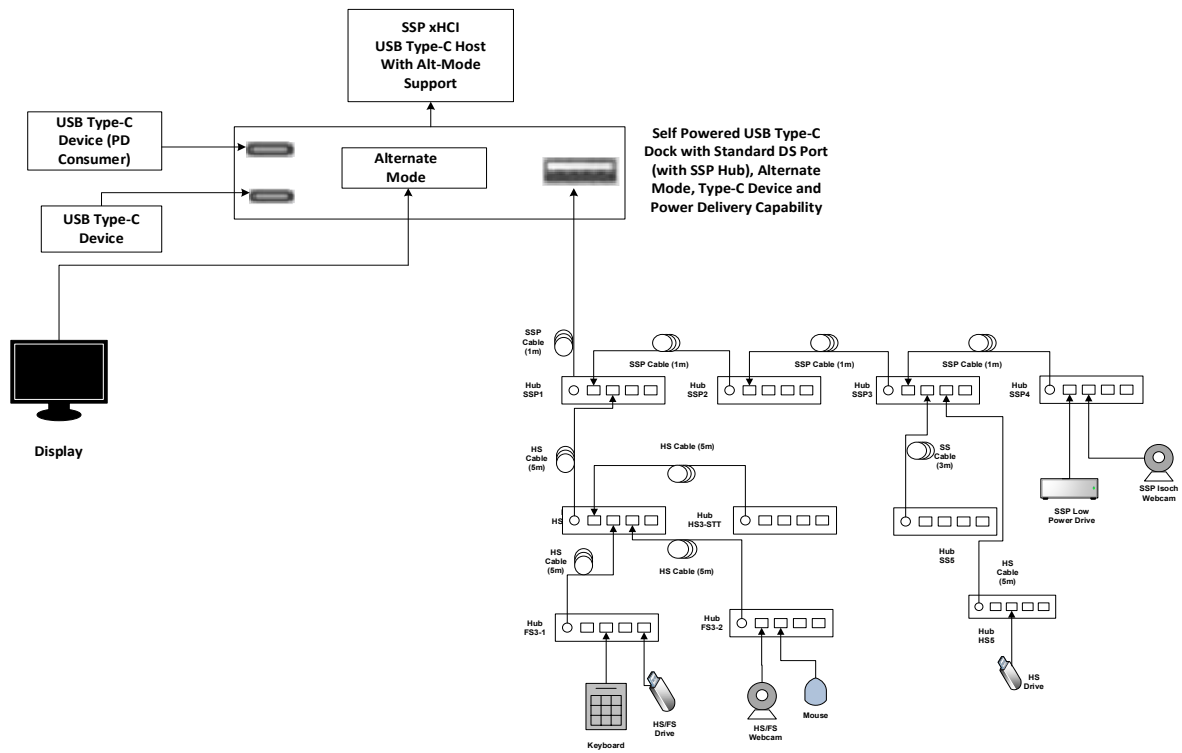 SSP xHCI
USB Type-C Host
With Alt-Mode
Support
USB Type-C
Device (PD
Consumer)
Alternate
Mode
Self Powered USB Type-C
Dock with Standard DS Port
(with SSP Hub), Alternate
Mode, Type-C Device and
Power Delivery Capability
USB Type-C
Device
Display
SSP
Cable
(1m)
SSP Cable (1m)
SSP Cable (1m)
SSP Cable (1m)
Hub
SSP1
Hub
SSP2
Hub
SSP3
Hub
SSP4
HS
Cable
(5m)
HS Cable (5m)
SS
Cable
(3m)
SSP Low
Power Drive
SSP Isoch
Webcam
HS
Hub
HS3-STT
Hub
SS5
HS
Cable
(5m)
HS Cable (5m)
HS
Cable
(5m)
Hub
FS3-1
Hub
FS3-2
Hub
HS5
HS
Drive
Keyboard
HS/FS
Drive
HS/FS
Webcam
Mouse